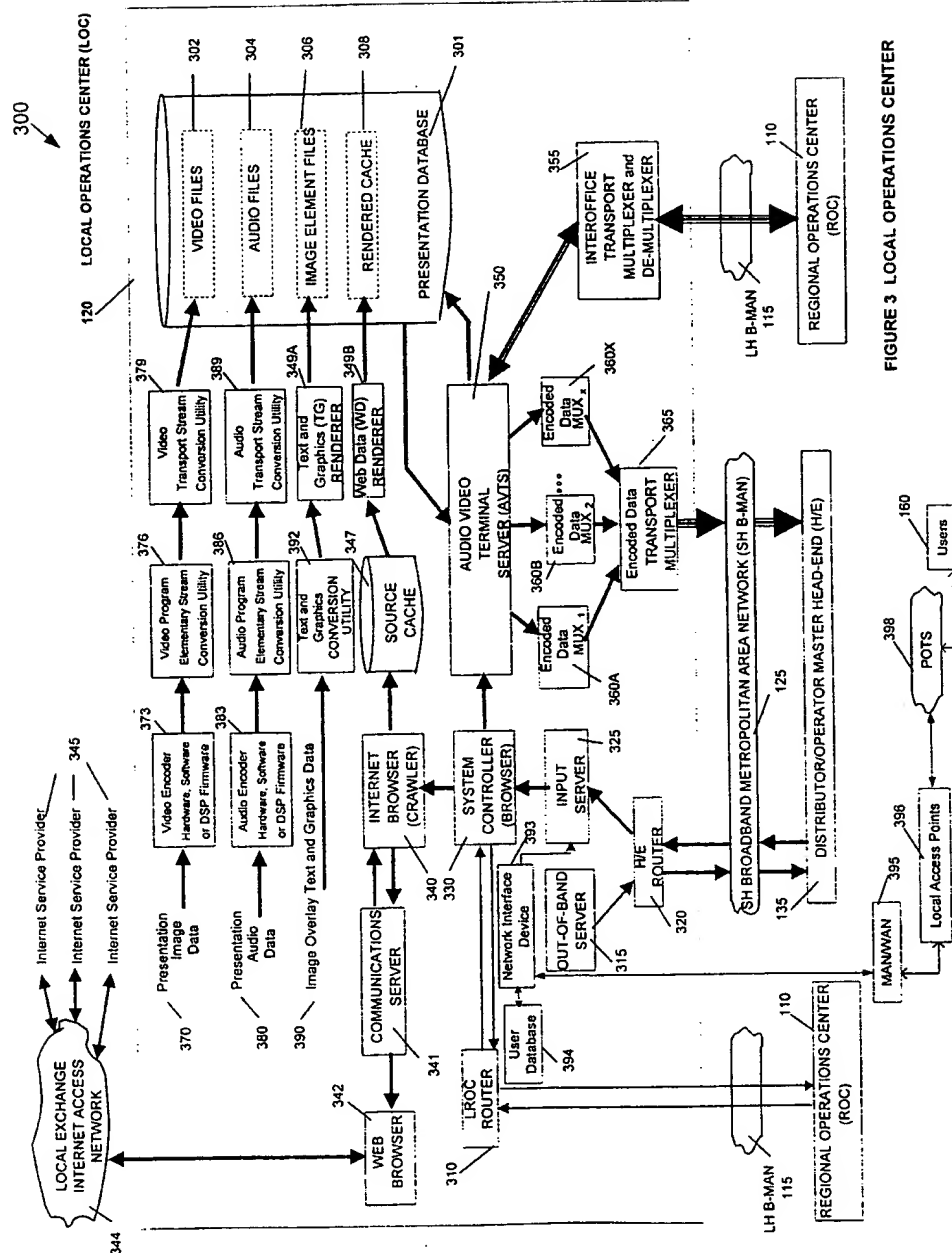 300
LOCAL OPERATIONS CENTER (LOC)
120
LOCAL EXCHANGE
INTERNET ACCESS
NETWORK
344
Internet Service Provider
Internet Service Provider
Internet Service Provider
345
Presentation
Image
Data
370
373
Video Encoder
Hardware, Software
or DSP Firmware
376
Video Program
Elementary Stream
Conversion Utility
379
Video
Transport Stream
Conversion Utility
VIDEO FILES
302
Presentation
Audio
Data
380
383
Audio Encoder
Hardware, Software
or DSP Firmware
386
Audio Program
Elementary Stream
Conversion Utility
389
Audio
Transport Stream
Conversion Utility
AUDIO FILES
304
390
Image Overlay Text and Graphics Data
392
Text and
Graphics
CONVERSION
UTILITY
349A
Text and
Graphics (TG)
RENDERER
IMAGE ELEMENT FILES
306
349B
Web Data (WD)
RENDERER
RENDERED CACHE
308
PRESENTATION DATABASE
301
342
WEB
BROWSER
COMMUNICATIONS
SERVER
341
INTERNET
BROWSER
(CRAWLER)
340
347
SOURCE
CACHE
LROC
ROUTER
310
SYSTEM
CONTROLLER
(BROWSER)
330
AUDIO VIDEO
TERMINAL
SERVER (AVTS)
350
User
Database
394
Network Interface
Device
393
INPUT
SERVER
325
OUT-OF-BAND
SERVER
315
H/E
ROUTER
320
Encoded
Data
MUX 1
360A
Encoded
Data
MUX 2
360B
Encoded
Data
MUX x
360X
Encoded Data
TRANSPORT
MULTIPLEXER
365
INTEROFFICE
TRANSPORT
MULTIPLEXER and
DE-MULTIPLEXER
355
LH B-MAN
115
REGIONAL OPERATIONS CENTER
(ROC)
110
SH BROADBAND METROPOLITAN AREA NETWORK (SH B-MAN)
125
DISTRIBUTOR/OPERATOR MASTER HEAD-END (H/E)
135
LH B-MAN
115
REGIONAL OPERATIONS CENTER
(ROC)
110
MAN/WAN
395
Local Access Points
396
POTS
398
Users
160
FIGURE 3 LOCAL OPERATIONS CENTER